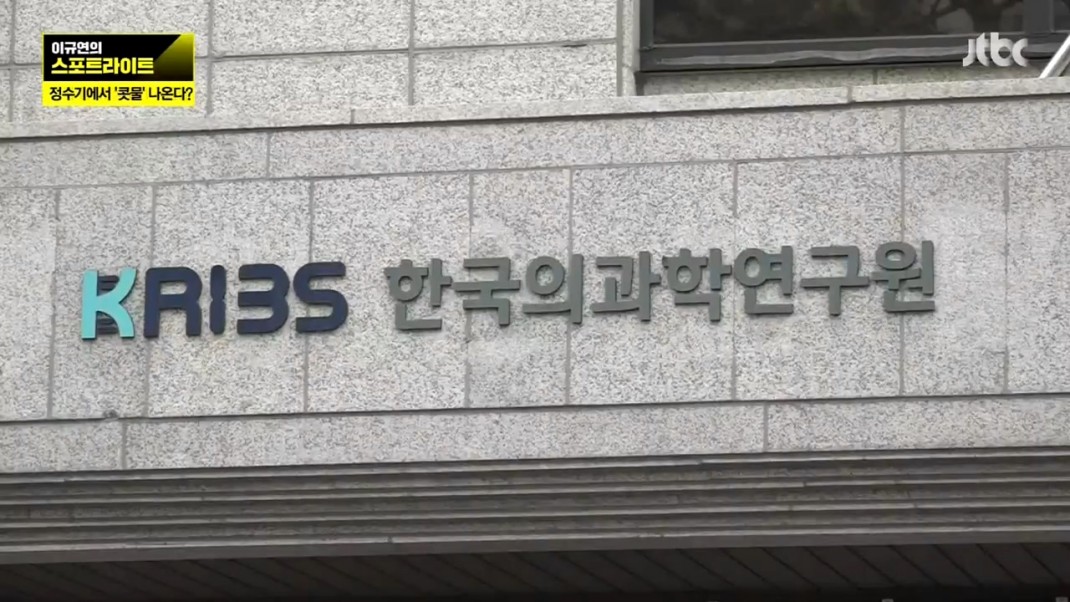 이규연의
스포트라이트
jtbc
정수기에서 '콧물' 나온다?
KRIBS 한국의과학연구원